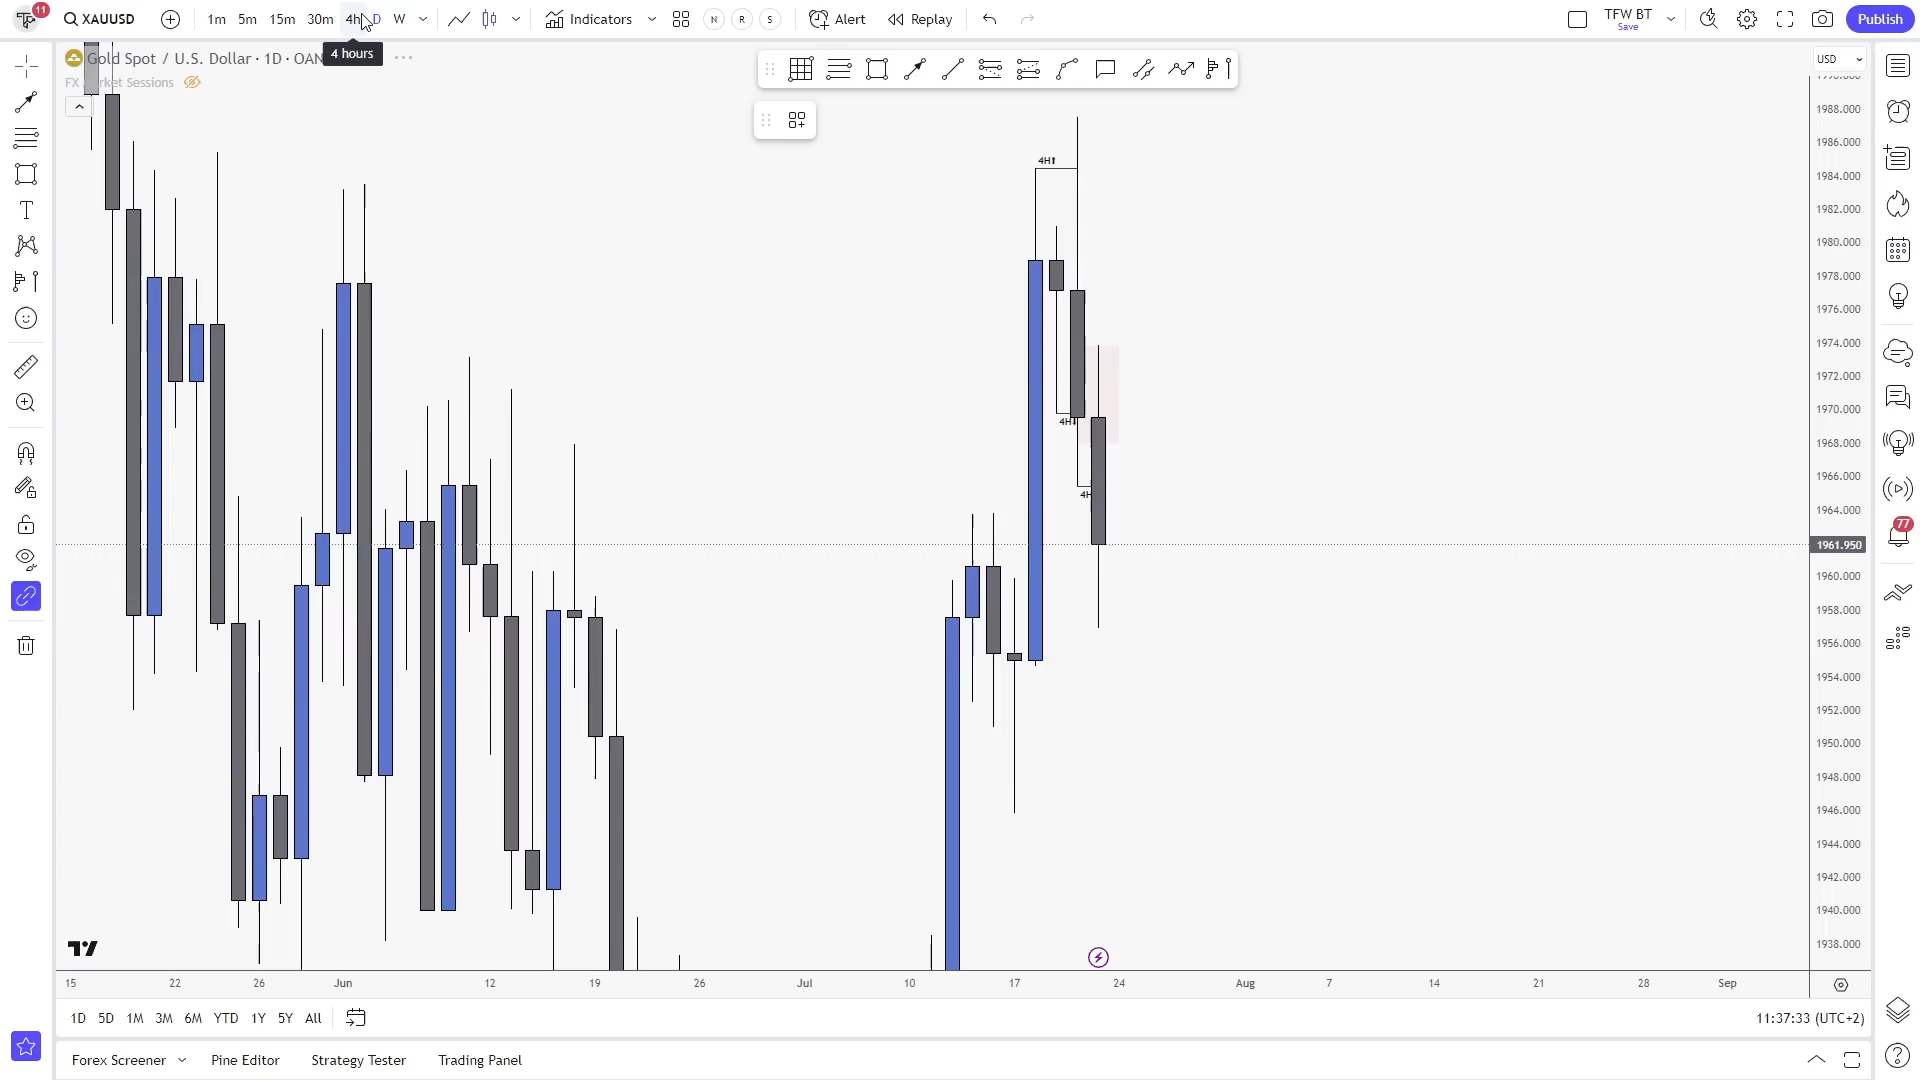 11
XAUUSD
1m 5m 15m 30m 4h D W
Indicators
N R S
Alert
Replay
TFW BT
Save
Publish
4 hours
Gold Spot / U.S. Dollar · 1D · OAN
FX
rket Sessions
USD
1988.000
1986.000
1984.000
1982.000
1980.000
1978.000
1976.000
1974.000
1972.000
1970.000
1968.000
1966.000
1964.000
1961.950
1960.000
1958.000
1956.000
1954.000
1952.000
1950.000
1948.000
1946.000
1944.000
1942.000
1940.000
1938.000
4H
4H
4H
77
15 22 26 Jun 12 19 26 Jul 10 17 24 Aug 7 14 21 28 Sep
1D 5D 1M 3M 6M YTD 1Y 5Y All
11:37:33 (UTC+2)
Forex Screener
Pine Editor
Strategy Tester
Trading Panel